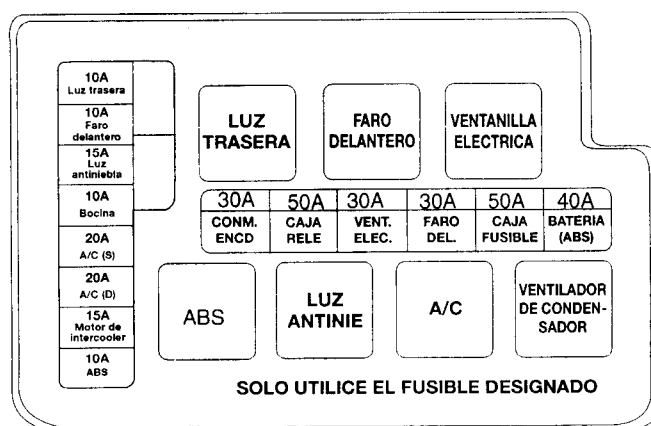 10A
Luz trasera
10A
Faro
delantero
15A
Luz
antiniebla
10A
Bocina
20A
A/C (S)
20A
A/C (D)
15A
Motor de
intercooler
10A
ABS
LUZ
TRASERA
FARO
DELANTERO
VENTANILLA
ELECTRICA
30A 50A 30A 30A 50A 40A
CONM. CAJA VENT. FARO CAJA BATERIA
ENCD RELE ELEC. DEL. FUSIBLE (ABS)
ABS
LUZ
ANTINIE
A/C
VENTILADOR
DE CONDEN-
SADOR
SOLO UTILICE EL FUSIBLE DESIGNADO